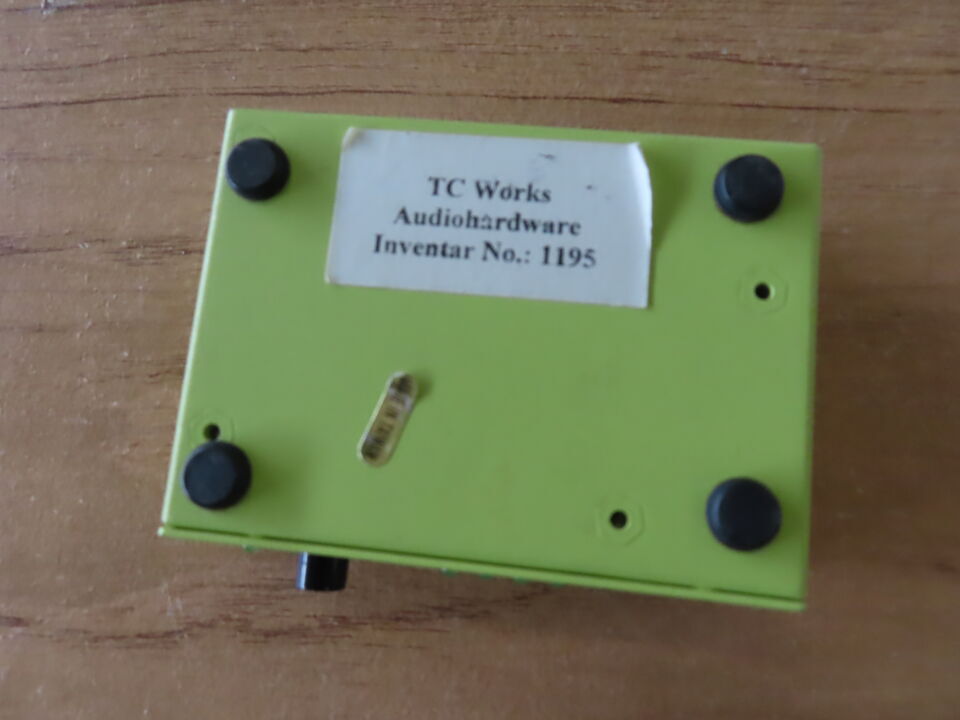 TC Works
Audiohardware
Inventar No.: 1195